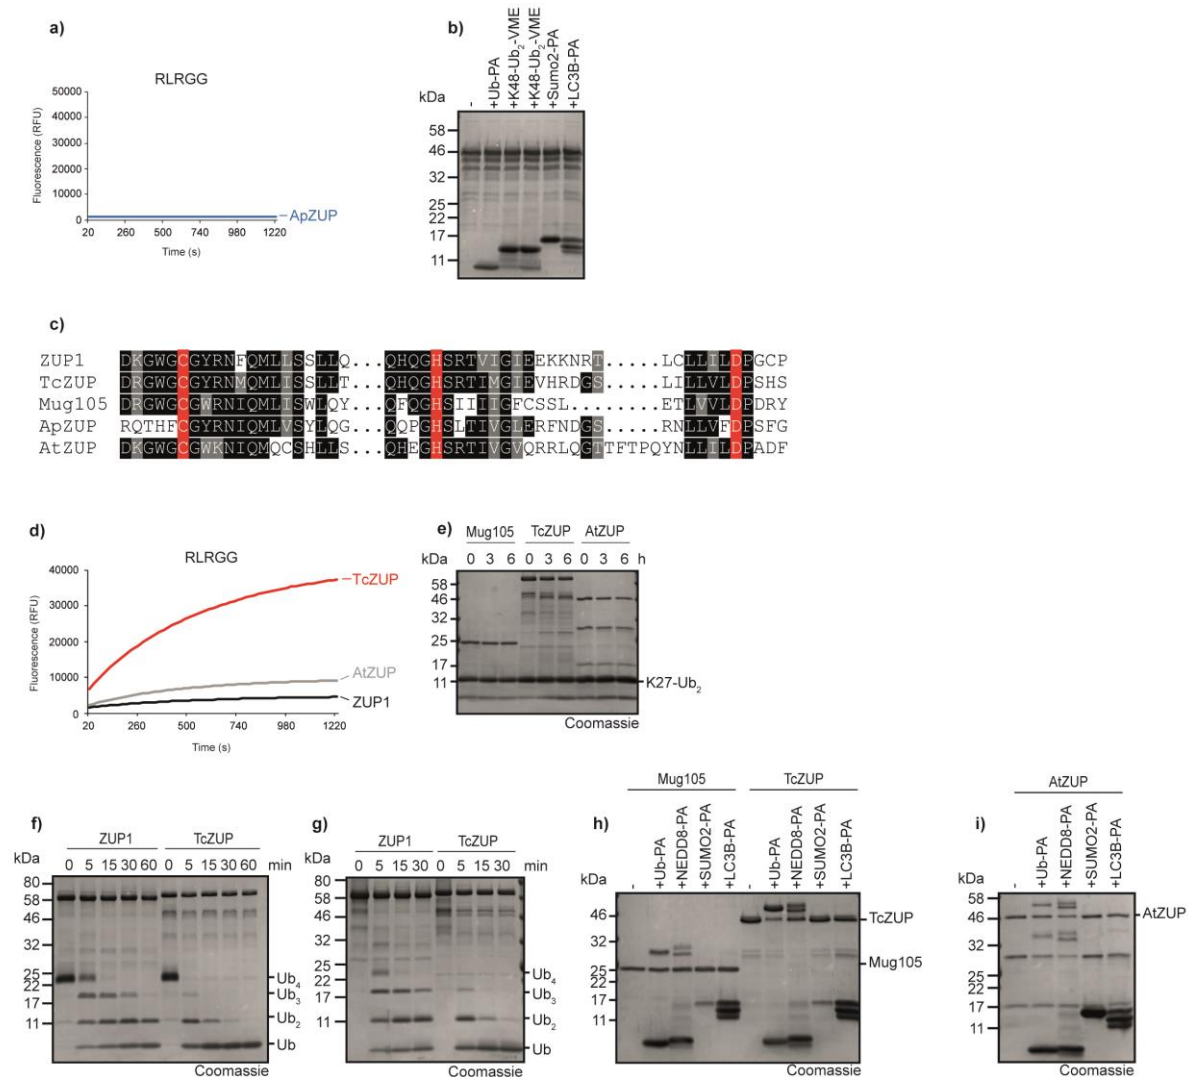 a)
RLRGG
Fluorescence (RFU)
50000
40000
30000
20000
10000
0
20 260 500 740 980 1220
Time (s)
ApZUP
b)
kDa
-
+Ub-PA
+K48-Ub2-VME
+K48-Ub2-VME
+Sumo2-PA
+LC3B-PA
58
46
32
25
22
17
11
c)
ZUP1 DKGWGCGYRNFQMLLSSLLQ...QHQGHSRTVIGIEEKKNRT......LCLLILDPGCP
TcZUP DRGWGCGYRNMQMLISSLLT...QHQGHSRTIMGIEVHRDGS......LILLVLDPSHS
Mug105 DRGWGCGWRNIQMLISWLQY...QFQGHSIIIIGFCSSL.........ETLVVLDPDRY
ApZUP RQTHFCGYRNIQMLVSYLQG...QQPGHSLTIVGLERFNDGS......RNLLVFDPSFG
AtZUP DKGWGCGWKNIQMQCSHLLS...QHEGHSRTIVGVQRRLQGTTFTPQYNLLILDPADF
d)
RLRGG
Fluorescence (RFU)
40000
30000
20000
10000
0
20 260 500 740 980 1220
Time (s)
TcZUP
AtZUP
ZUP1
e)
Mug105 TcZUP AtZUP
kDa 0 3 6 0 3 6 0 3 6 h
58
46
32
25
17
11
K27-Ub2
Coomassie
f)
ZUP1 TcZUP
kDa 0 5 15 30 60 0 5 15 30 60 min
80
58
46
32
25
22
17
11
Ub4
Ub3
Ub2
Ub
Coomassie
g)
ZUP1 TcZUP
kDa 0 5 15 30 0 5 15 30 min
80
58
46
32
25
22
17
11
Ub4
Ub3
Ub2
Ub
Coomassie
h)
Mug105 TcZUP
kDa
-
+Ub-PA
+NEDD8-PA
+SUMO2-PA
+LC3B-PA
-
+Ub-PA
+NEDD8-PA
+SUMO2-PA
+LC3B-PA
46
32
25
22
17
11
TcZUP
Mug105
Coomassie
i)
AtZUP
kDa
-
+Ub-PA
+NEDD8-PA
+SUMO2-PA
+LC3B-PA
58
46
32
25
22
17
11
AtZUP
Coomassie